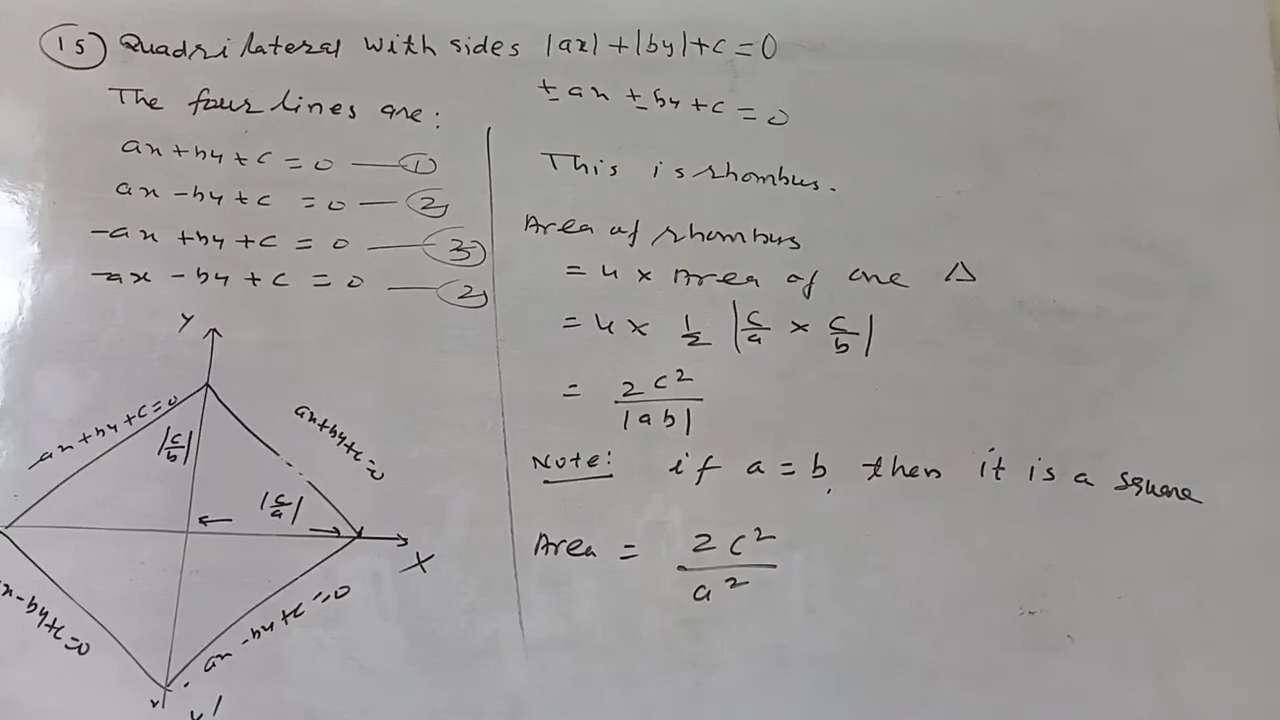 (15) Quadrilateral with sides |ax|+|by|+c=0
± ax ± by + c = 0
The four lines are:
ax+by+c = 0 —(1)
ax -by+c = 0 —(2)
-ax +by +c = 0 —(3)
-ax - by + c = 0 —(2)
Y
-ax+by+c=0
ax+by+c=0
|c/b|
|c/a|
X
x-by+c=0
ax -by+c=0
y'
This is rhombus.
Area of rhombus
= 4 x Area of one Δ
= 4 x 1/2 |c/a x c/b|
= 2c²/|ab|
Note: if a = b, then it is a square
Area = 2c²/a²